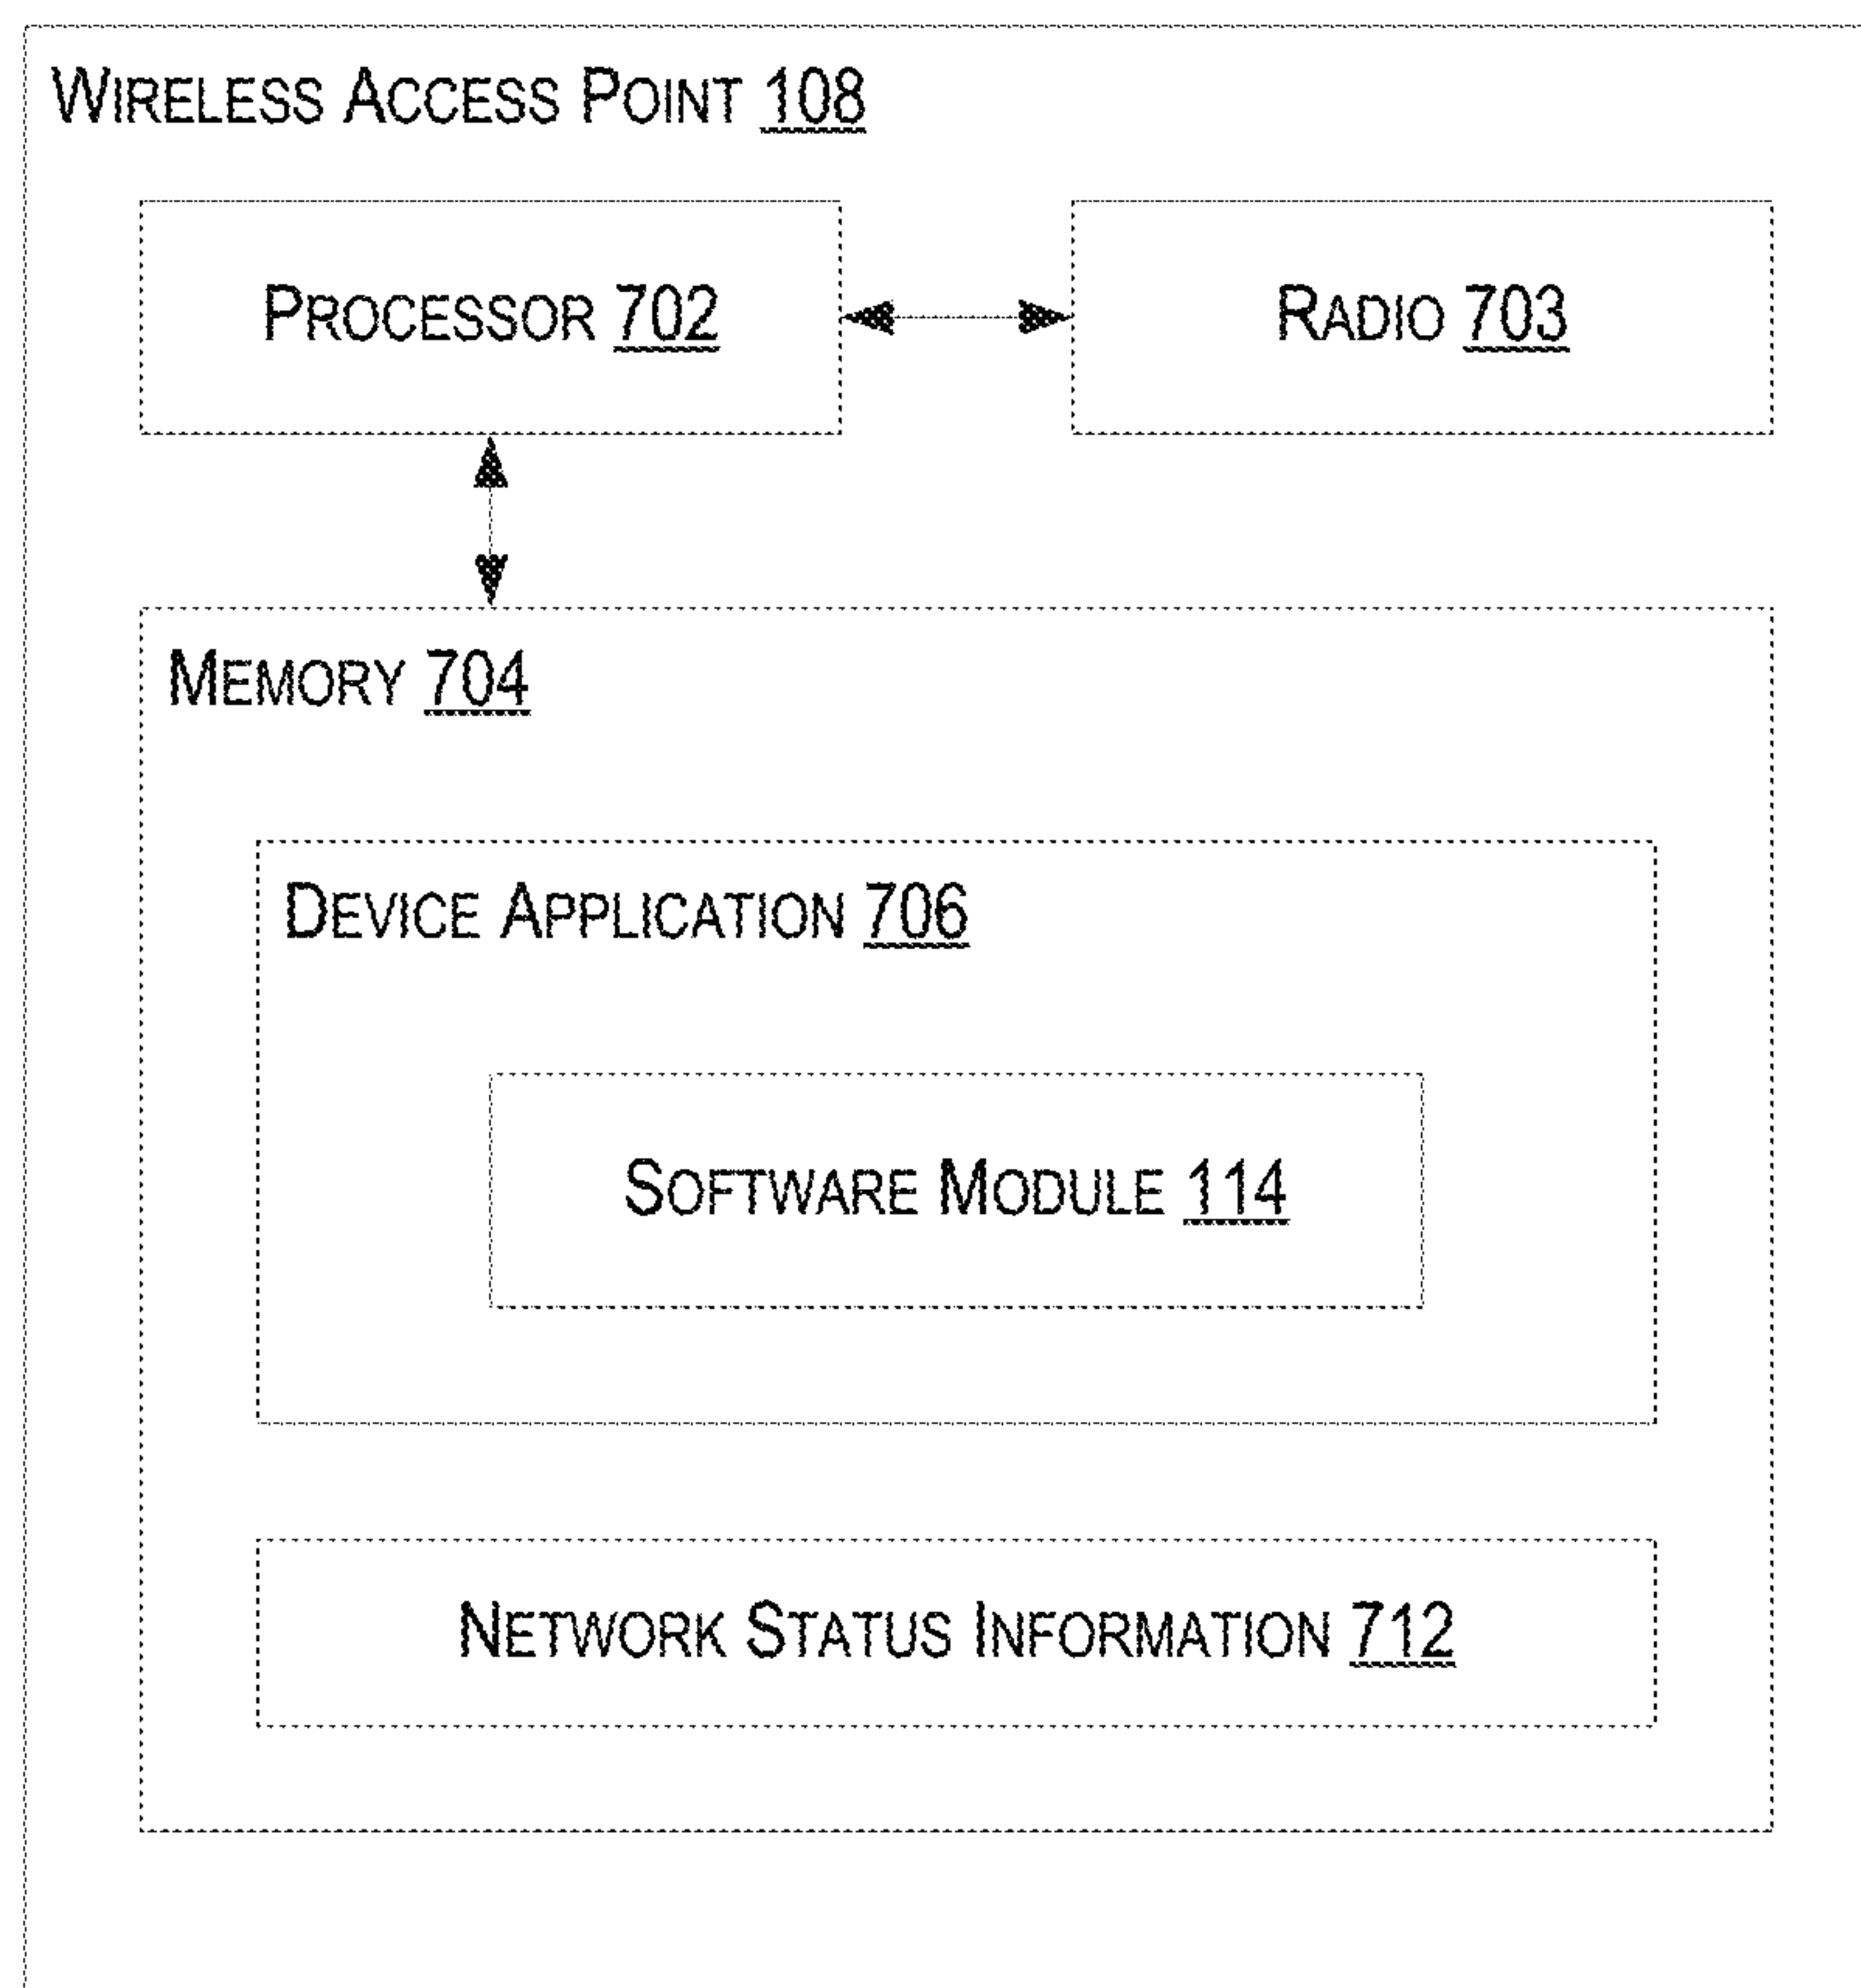 WIRELESS ACCESS POINT 108
PROCESSOR 702
RADIO 703
MEMORY 704
DEVICE APPLICATION 706
SOFTWARE MODULE 114
NETWORK STATUS INFORMATION 712